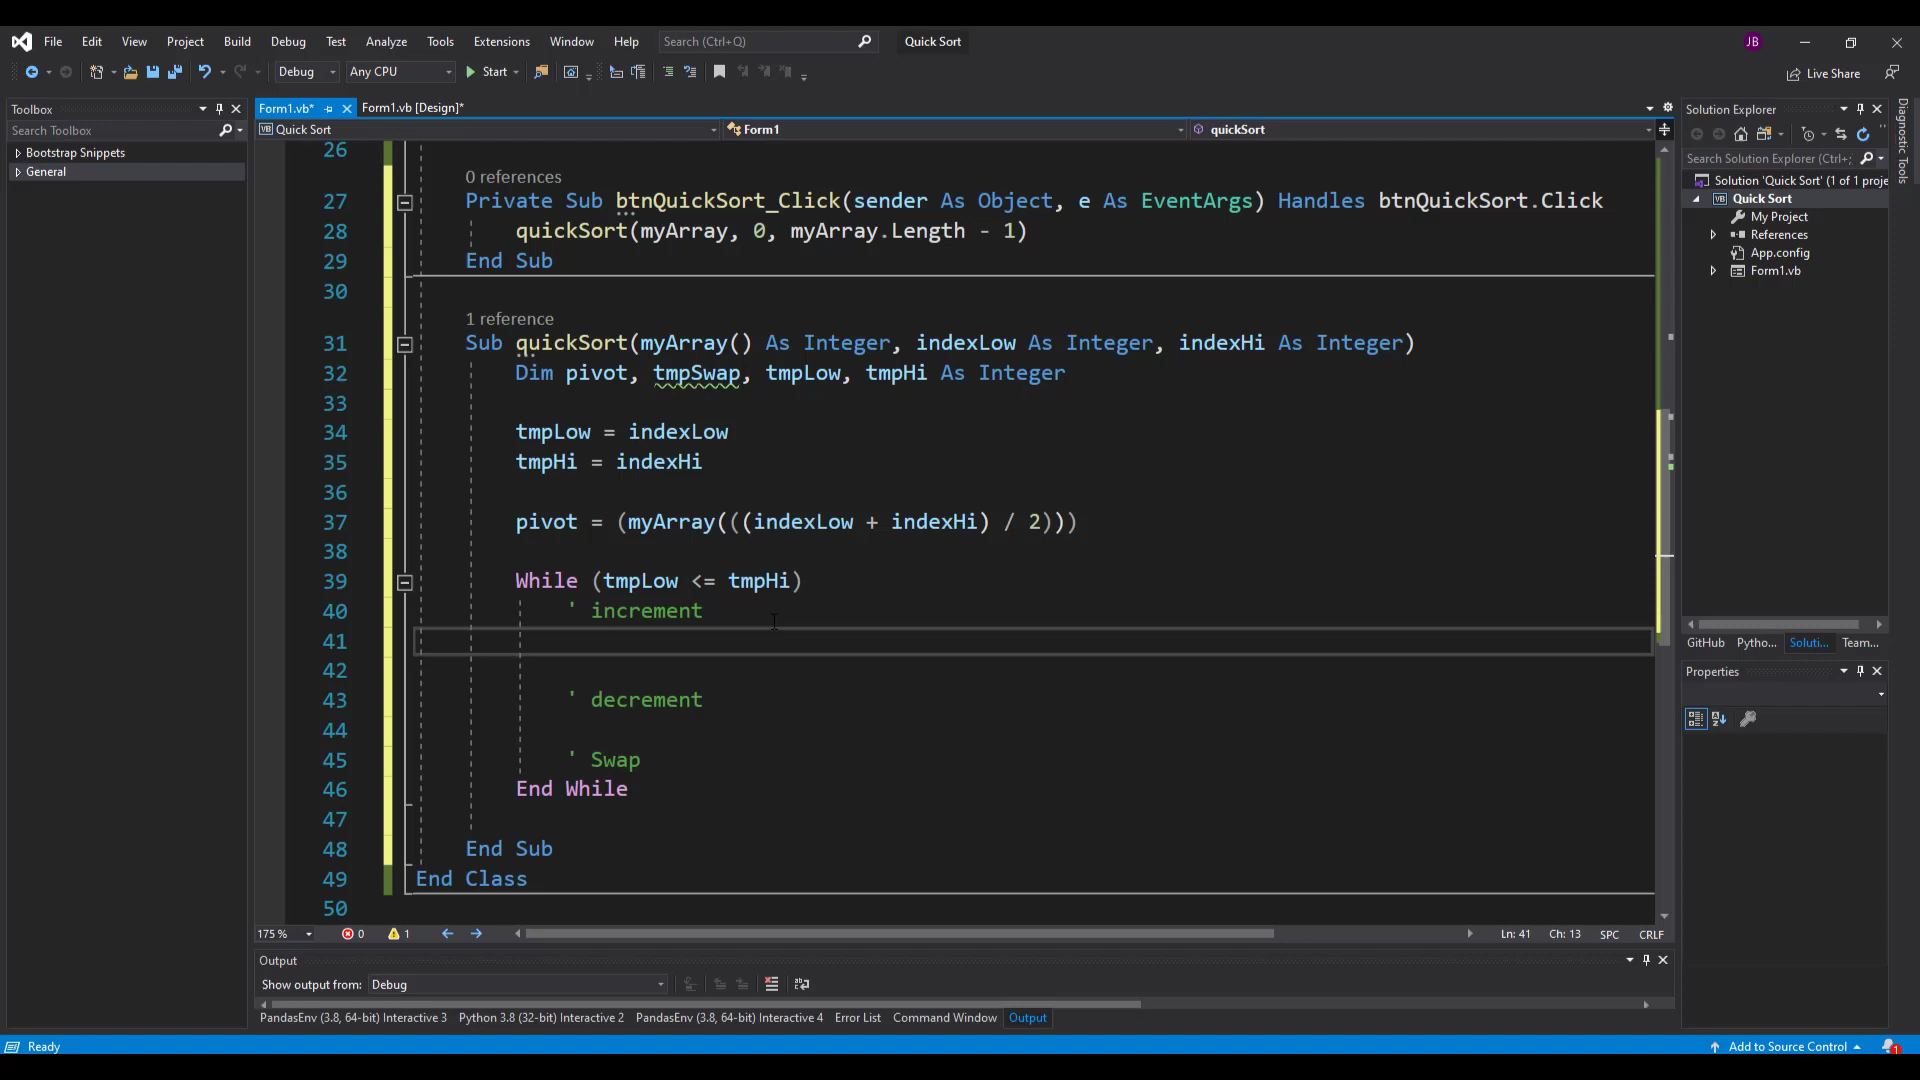 File Edit View Project Build Debug Test Analyze Tools Extensions Window Help Search (Ctrl+Q) Quick Sort JB
Debug Any CPU Start Live Share
Toolbox
Search Toolbox
Bootstrap Snippets
General
Form1.vb* Form1.vb [Design]*
VB Quick Sort Form1 quickSort
26
0 references
27 Private Sub btnQuickSort_Click(sender As Object, e As EventArgs) Handles btnQuickSort.Click
28 quickSort(myArray, 0, myArray.Length - 1)
29 End Sub
30
1 reference
31 Sub quickSort(myArray() As Integer, indexLow As Integer, indexHi As Integer)
32 Dim pivot, tmpSwap, tmpLow, tmpHi As Integer
33
34 tmpLow = indexLow
35 tmpHi = indexHi
36
37 pivot = (myArray(((indexLow + indexHi) / 2)))
38
39 While (tmpLow <= tmpHi)
40 ' increment
41
42
43 ' decrement
44
45 ' Swap
46 End While
47
48 End Sub
49 End Class
50
175 % 0 1 Ln: 41 Ch: 13 SPC CRLF
Output
Show output from: Debug
PandasEnv (3.8, 64-bit) Interactive 3 Python 3.8 (32-bit) Interactive 2 PandasEnv (3.8, 64-bit) Interactive 4 Error List Command Window Output
Ready Add to Source Control 1
Solution Explorer
Search Solution Explorer (Ctrl+;
Solution 'Quick Sort' (1 of 1 proje
VB Quick Sort
My Project
References
App.config
Form1.vb
GitHub Python... Soluti... Team...
Properties
Diagnostic Tools